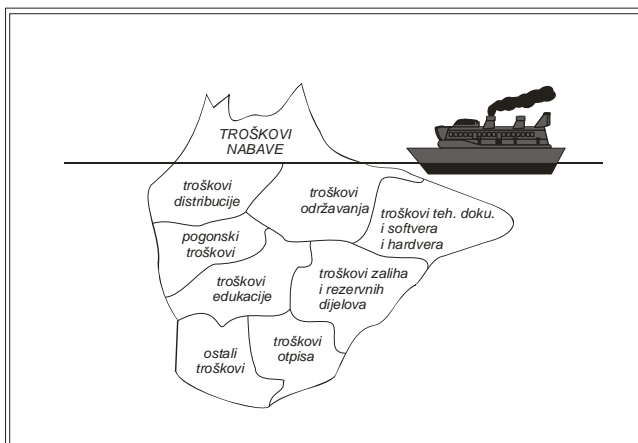 TROŠKOVI
NABAVE
troškovi
distribucije
troškovi
održavanja
troškovi teh. doku.
i softvera
i hardvera
pogonski
troškovi
troškovi
edukacije
troškovi zaliha
i rezervnih
dijelova
ostali
troškovi
troškovi
otpisa